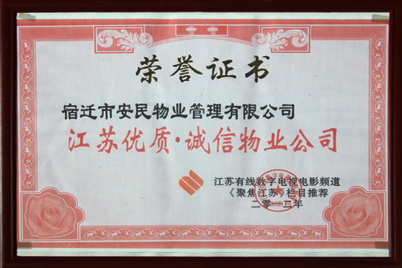 荣誉证书
宿迁市安民物业管理有限公司
江苏优质·诚信物业公司
江苏有线数字电视电影频道
《聚焦江苏》栏目推荐
二〇一四年